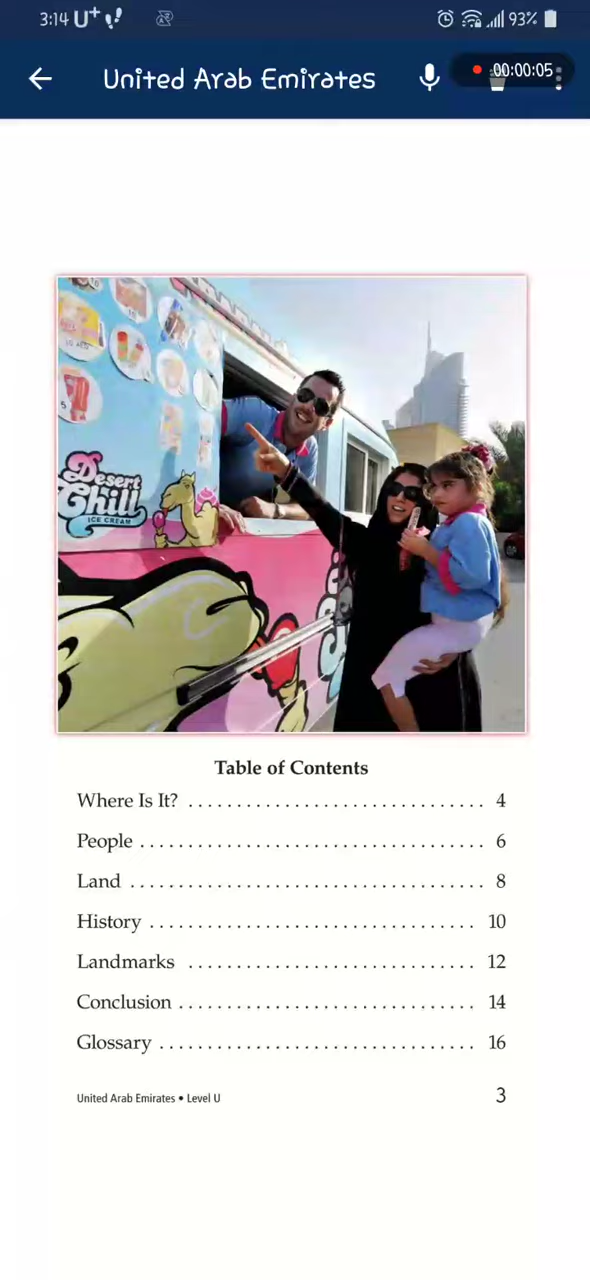 3:14 U+ 93%
United Arab Emirates
00:00:05
Desert
Chill
ICE CREAM
5
Table of Contents
Where Is It? . . . . . . . . . . . . . . . . . . . . . . . . . . . . . . . 4
People . . . . . . . . . . . . . . . . . . . . . . . . . . . . . . . . . . . . 6
Land . . . . . . . . . . . . . . . . . . . . . . . . . . . . . . . . . . . . . 8
History . . . . . . . . . . . . . . . . . . . . . . . . . . . . . . . . . . 10
Landmarks . . . . . . . . . . . . . . . . . . . . . . . . . . . . . . 12
Conclusion . . . . . . . . . . . . . . . . . . . . . . . . . . . . . . . 14
Glossary . . . . . . . . . . . . . . . . . . . . . . . . . . . . . . . . . 16
United Arab Emirates • Level U 3